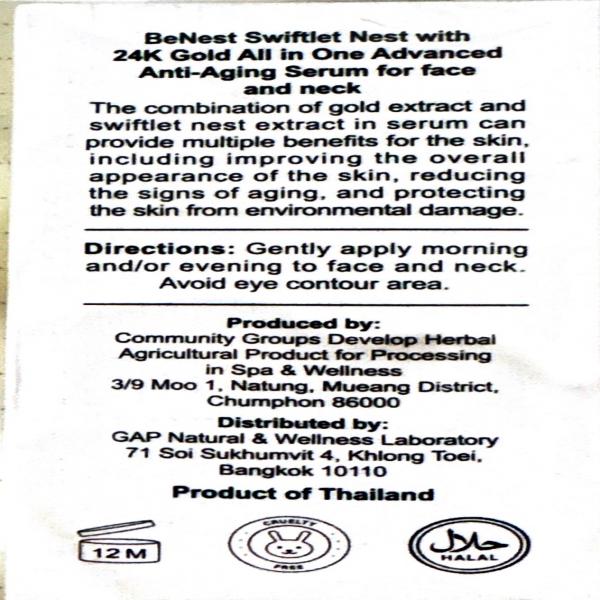 BeNest Swiftlet Nest with
24K Gold All in One Advanced
Anti-Aging Serum for face
and neck
The combination of gold extract and
swiftlet nest extract in serum can
provide multiple benefits for the skin,
including improving the overall
appearance of the skin, reducing
the signs of aging, and protecting
the skin from environmental damage.
Directions: Gently apply morning
and/or evening to face and neck.
Avoid eye contour area.
Produced by:
Community Groups Develop Herbal
Agricultural Product for Processing
in Spa & Wellness
3/9 Moo 1, Natung, Mueang District,
Chumphon 86000
Distributed by:
GAP Natural & Wellness Laboratory
71 Soi Sukhumvit 4, Khlong Toei,
Bangkok 10110
Product of Thailand
12 M
CRUELTY
FREE
حلال
HALAL